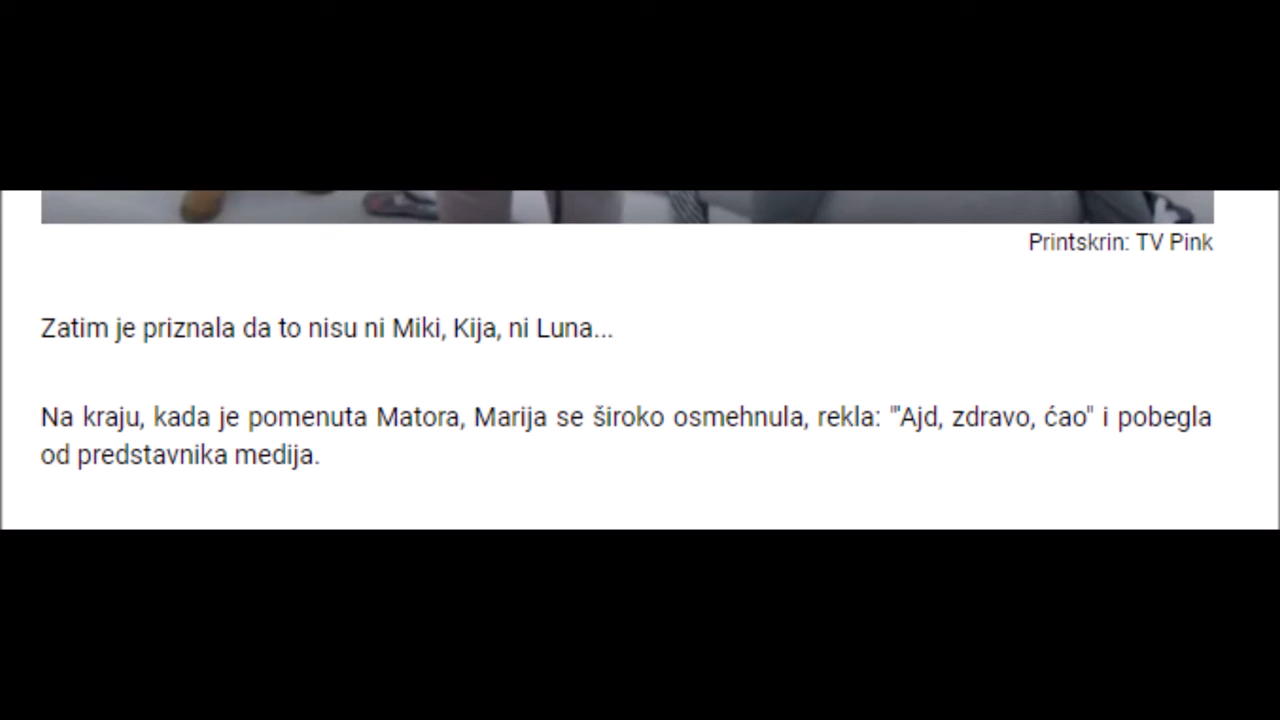 Printskrin: TV Pink
Zatim je priznala da to nisu ni Miki, Kija, ni Luna...
Na kraju, kada je pomenuta Matora, Marija se široko osmehnula, rekla: "'Ajd, zdravo, ćao" i pobegla
od predstavnika medija.